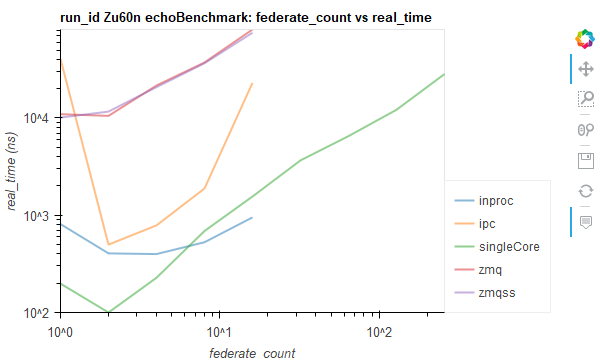 run_id Zu60n echoBenchmark: federate_count vs real_time
real_time (ns)
10^4
10^3
10^2
10^0
10^1
10^2
federate_count
inproc
ipc
singleCore
zmq
zmqss